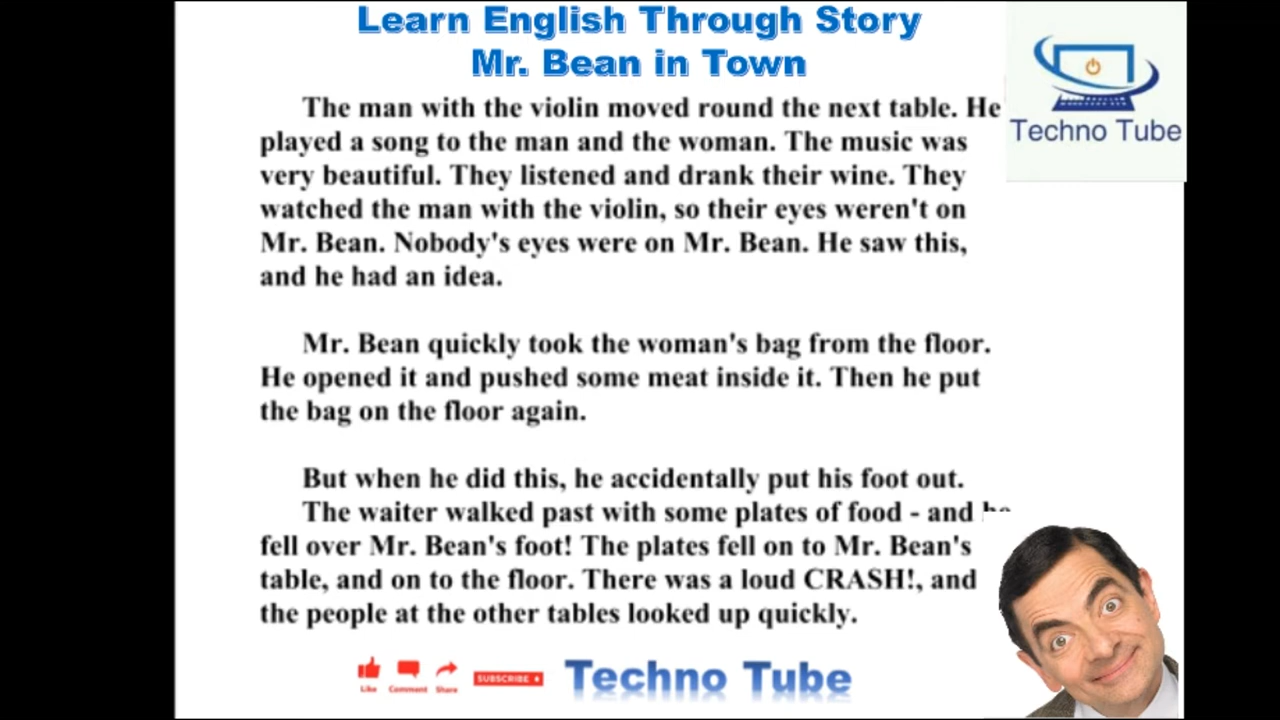 Learn English Through Story
Mr. Bean in Town
Techno Tube
The man with the violin moved round the next table. He
played a song to the man and the woman. The music was
very beautiful. They listened and drank their wine. They
watched the man with the violin, so their eyes weren't on
Mr. Bean. Nobody's eyes were on Mr. Bean. He saw this,
and he had an idea.
Mr. Bean quickly took the woman's bag from the floor.
He opened it and pushed some meat inside it. Then he put
the bag on the floor again.
But when he did this, he accidentally put his foot out.
The waiter walked past with some plates of food - and he
fell over Mr. Bean's foot! The plates fell on to Mr. Bean's
table, and on to the floor. There was a loud CRASH!, and
the people at the other tables looked up quickly.
Like Comment Share SUBSCRIBE Techno Tube